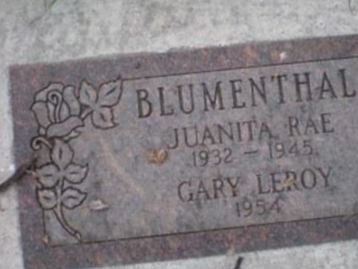 BLUMENTHAL
JUANITA RAE
1932 - 1945
GARY LEROY
1954